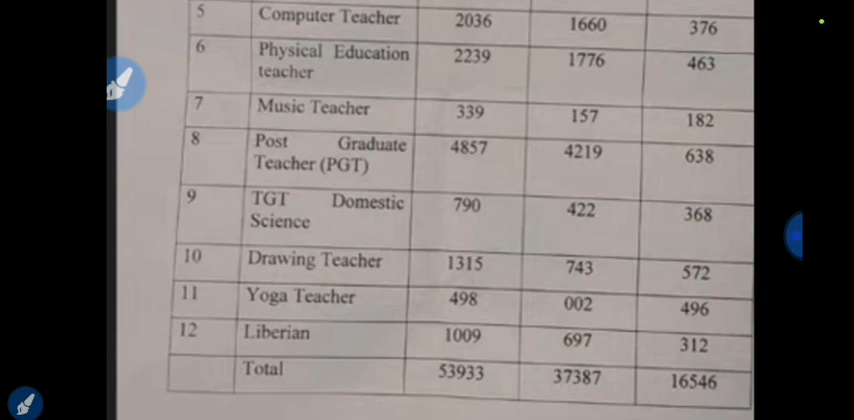 5 Computer Teacher 2036 1660 376
6 Physical Education 2239 1776 463
teacher
7 Music Teacher 339 157 182
8 Post Graduate 4857 4219 638
Teacher (PGT)
9 TGT Domestic 790 422 368
Science
10 Drawing Teacher 1315 743 572
11 Yoga Teacher 498 002 496
12 Liberian 1009 697 312
Total 53933 37387 16546